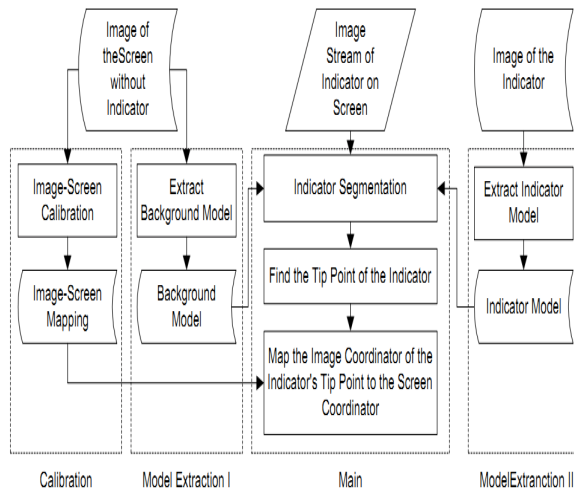 Image of
theScreen
without
Indicator
Image
Stream of
Indicator on
Screen
Image of the
Indicator
Image-Screen
Calibration
Extract
Background Model
Indicator Segmentation
Extract Indicator
Model
Find the Tip Point of the Indicator
Image-Screen
Mapping
Background
Model
Indicator Model
Map the Image Coordinator of the
Indicator's Tip Point to the Screen
Coordinator
Calibration
Model Extraction I
Main
ModelExtranction II